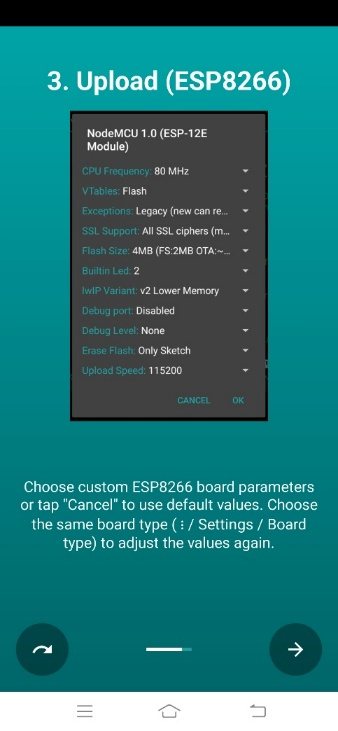 3. Upload (ESP8266)
NodeMCU 1.0 (ESP-12E
Module)
CPU Frequency: 80 MHz
VTables: Flash
Exceptions: Legacy (new can re...
SSL Support: All SSL ciphers (m...
Flash Size: 4MB (FS:2MB OTA:~...
Builtin Led: 2
lwIP Variant: v2 Lower Memory
Debug port: Disabled
Debug Level: None
Erase Flash: Only Sketch
Upload Speed: 115200
CANCEL OK
Choose custom ESP8266 board parameters
or tap "Cancel" to use default values. Choose
the same board type ( ⋮ / Settings / Board
type) to adjust the values again.